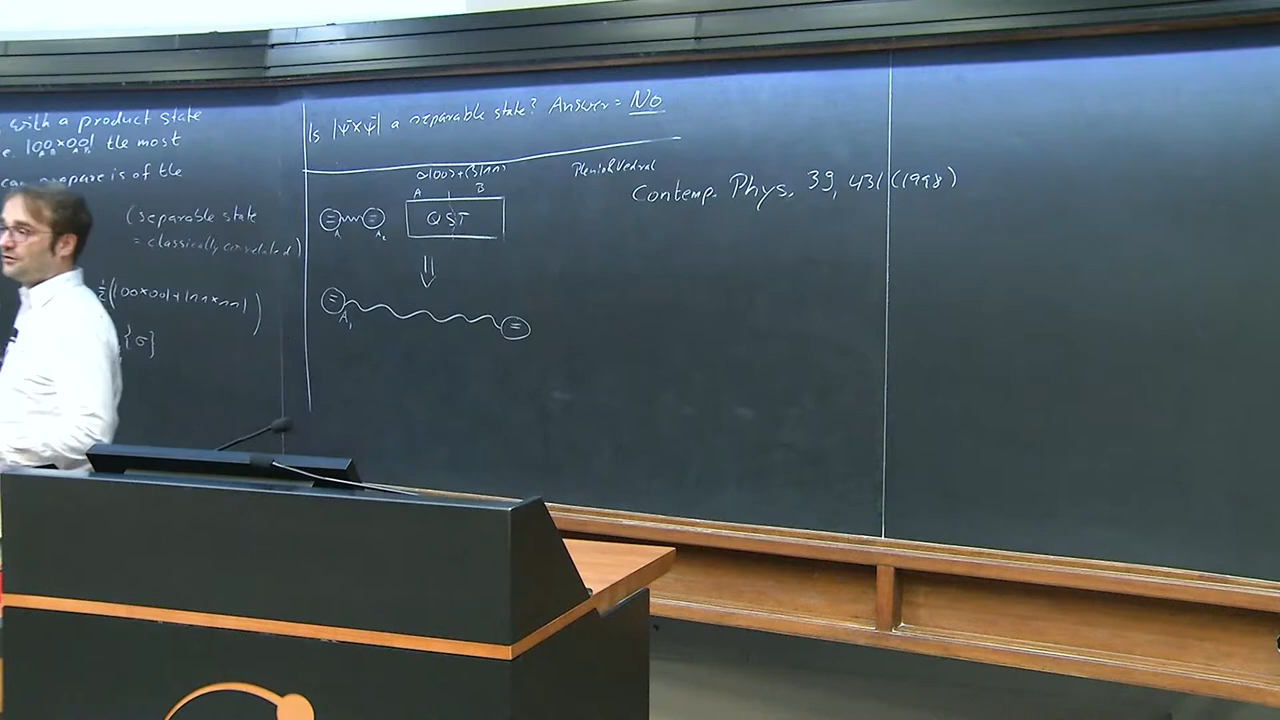 with a product state
|00><00| the most
can prepare is of the
(separable state
= classically correlated)
½(|00><00|+|11><11|)
{σ}
Is |Ψ⁻><Ψ⁻| a separable state? Answer = No
α|00>+β|11>
A B
QST
A A₂
A₁
Plenio&Vedral
Contemp. Phys. 39, 431 (1998)